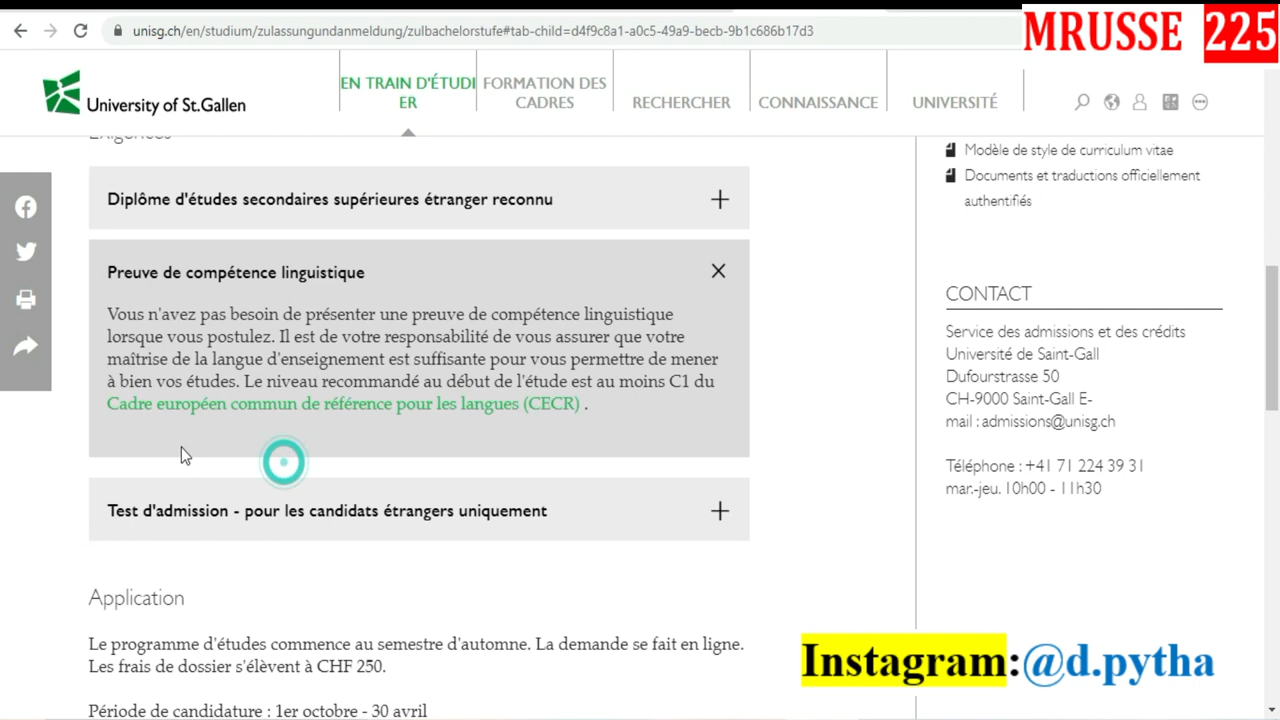 unisg.ch/en/studium/zulassungundanmeldung/zulbachelorstufe#tab-child=d4f9c8a1-a0c5-49a9-becb-9b1c686b17d3
MRUSSE 225
University of St.Gallen
EN TRAIN D'ÉTUDI
ER
FORMATION DES
CADRES
RECHERCHER
CONNAISSANCE
UNIVERSITÉ
Exigences
Diplôme d'études secondaires supérieures étranger reconnu
Preuve de compétence linguistique
Vous n'avez pas besoin de présenter une preuve de compétence linguistique
lorsque vous postulez. Il est de votre responsabilité de vous assurer que votre
maîtrise de la langue d'enseignement est suffisante pour vous permettre de mener
à bien vos études. Le niveau recommandé au début de l'étude est au moins C1 du
Cadre européen commun de référence pour les langues (CECR) .
Test d'admission - pour les candidats étrangers uniquement
Application
Le programme d'études commence au semestre d'automne. La demande se fait en ligne.
Les frais de dossier s'élèvent à CHF 250.
Période de candidature : 1er octobre - 30 avril
Modèle de style de curriculum vitae
Documents et traductions officiellement
authentifiés
CONTACT
Service des admissions et des crédits
Université de Saint-Gall
Dufourstrasse 50
CH-9000 Saint-Gall E-
mail : admissions@unisg.ch
Téléphone : +41 71 224 39 31
mar.-jeu. 10h00 - 11h30
Instagram:@d.pytha